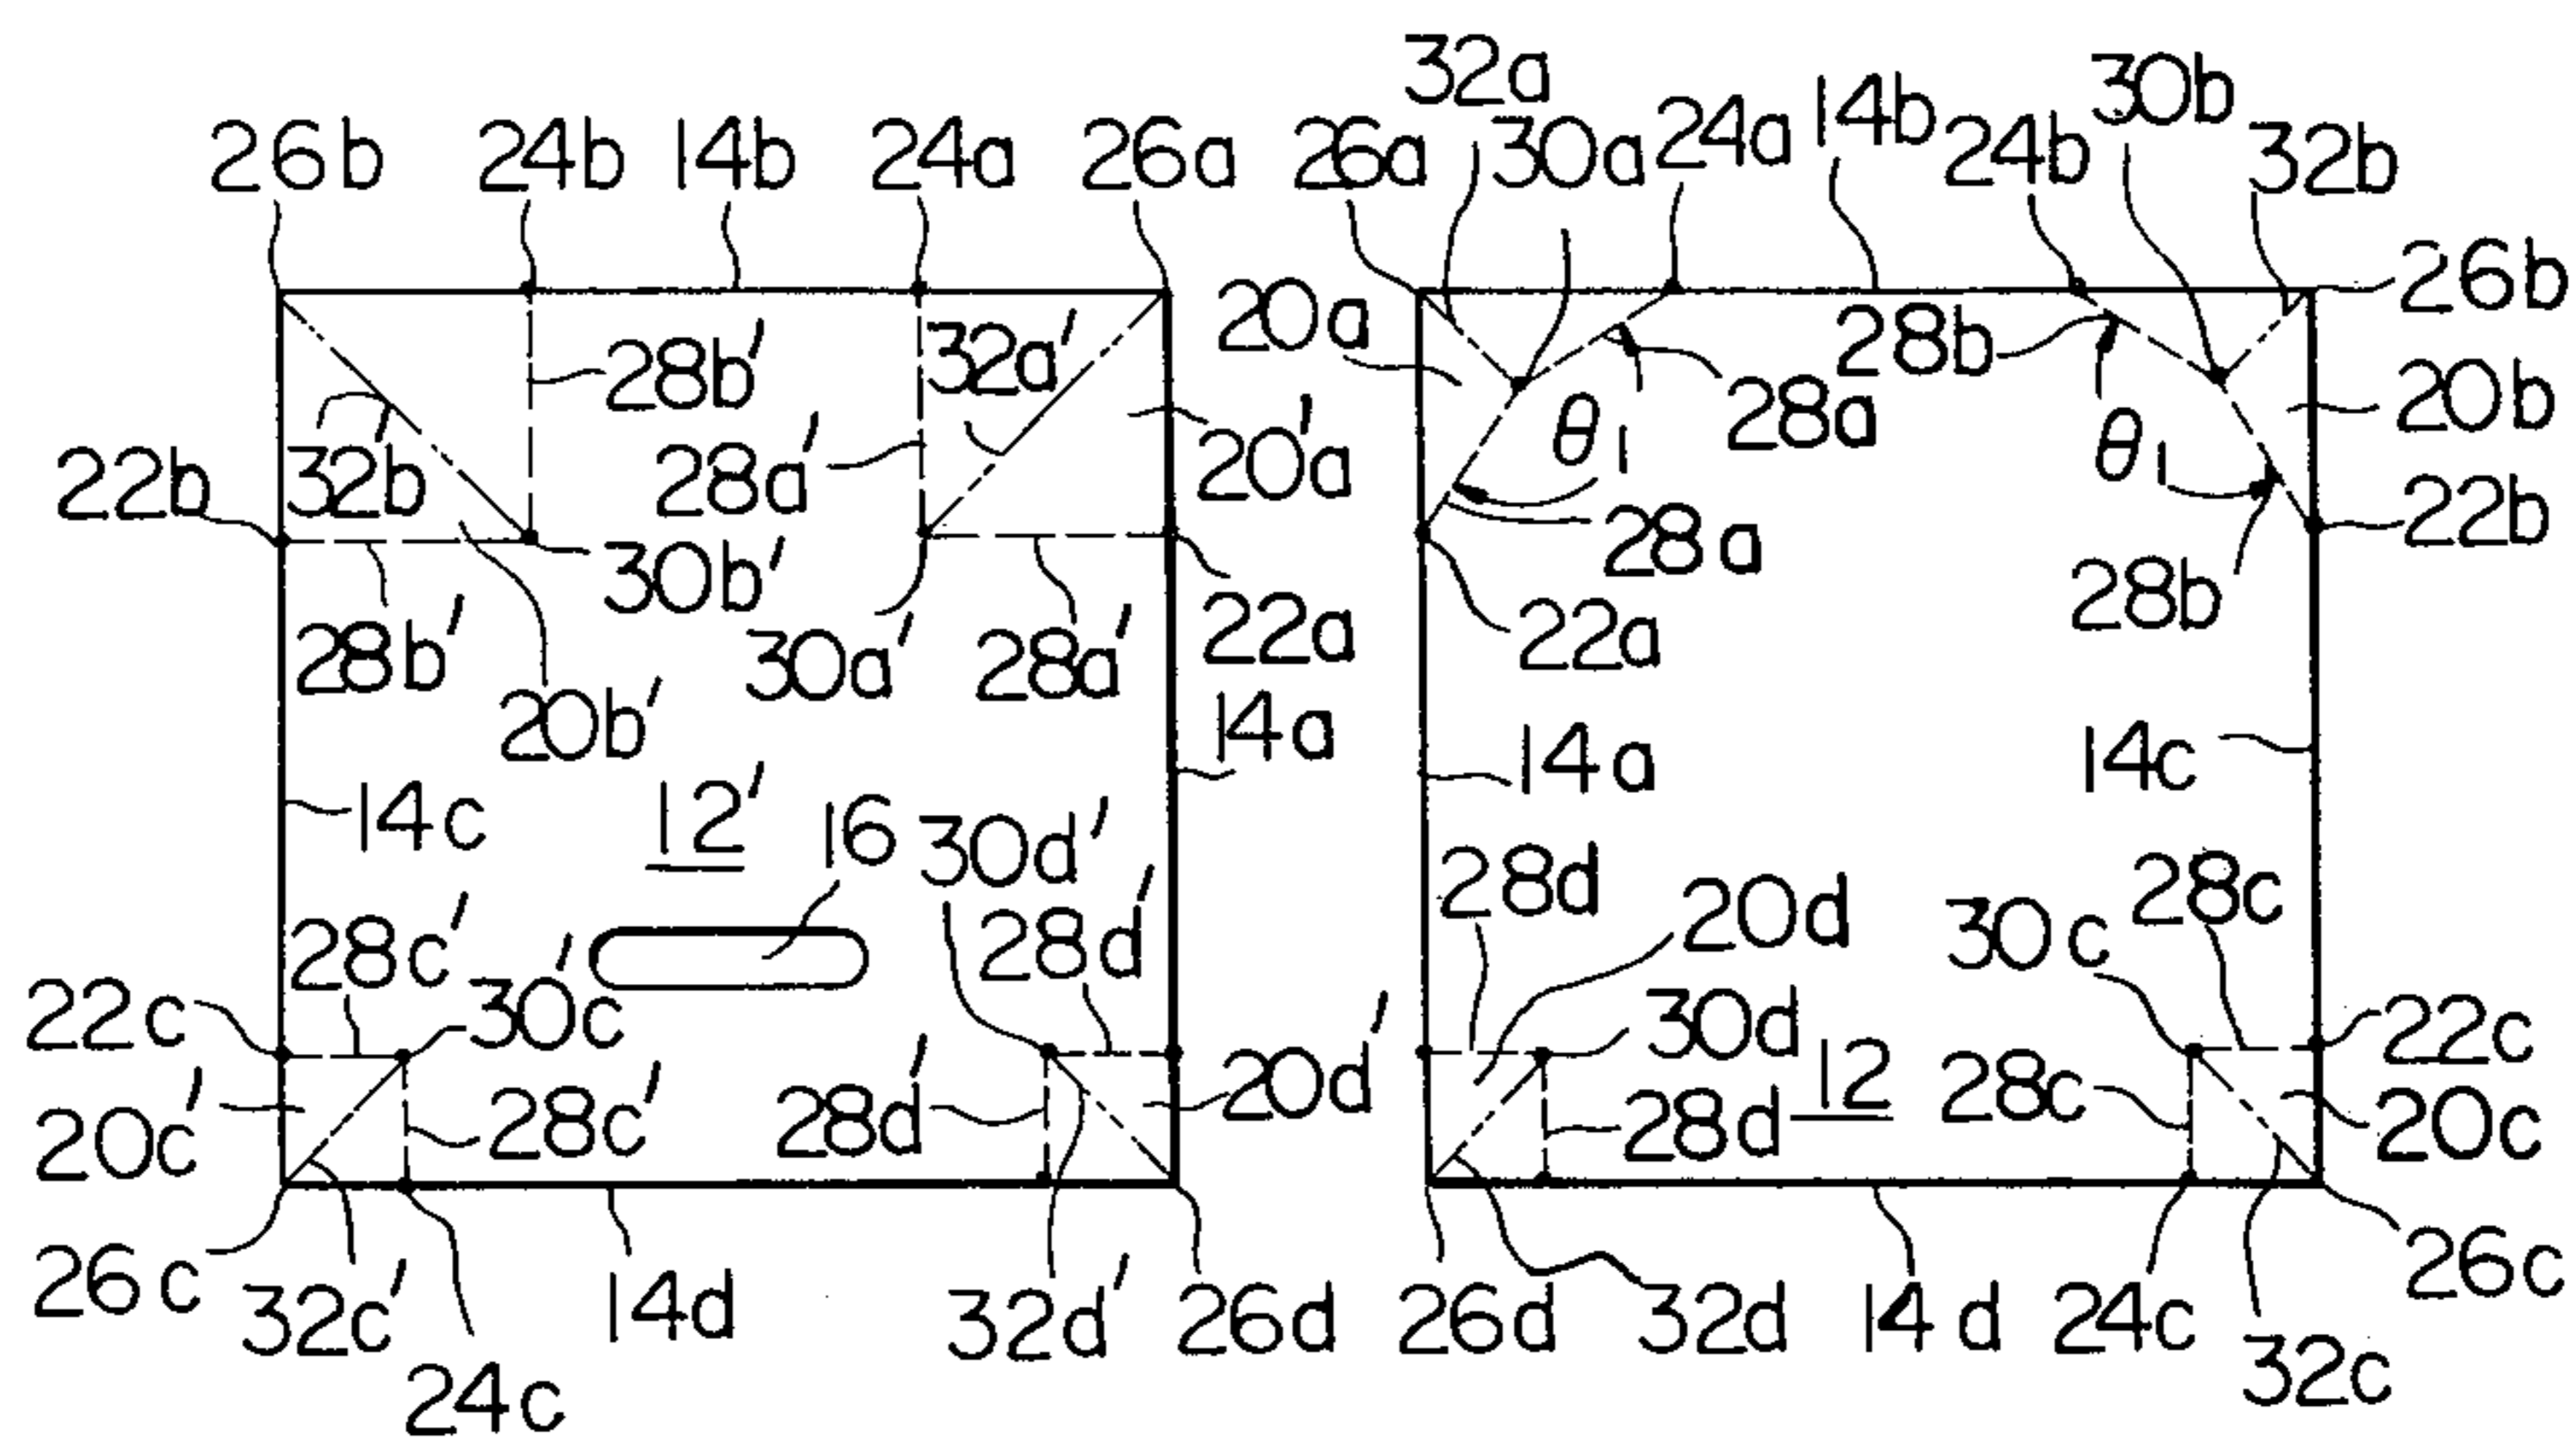 32a
30b
14b
24a
26b 24b 14b 24a 26a 26a 30a 24b 32b
26b
20a
28b' 32a' 28b
20b
28a
θ1
θ1
22b 32'b 28a' 20'a
22b
28a
30b' 28b
22a 22a
28b' 30a' 28a'
20b'
14a
14a 14c
14c 12' 16 30d'
28d 20d 28c
28c' 28d' 30c
22c 30'c 30d 22c
12
20c' 28c' 28d' 20d' 28d 28c 20c
26c 26c
32c' 14d 32d' 26d 26d 32d 14d 24c
32c
24c